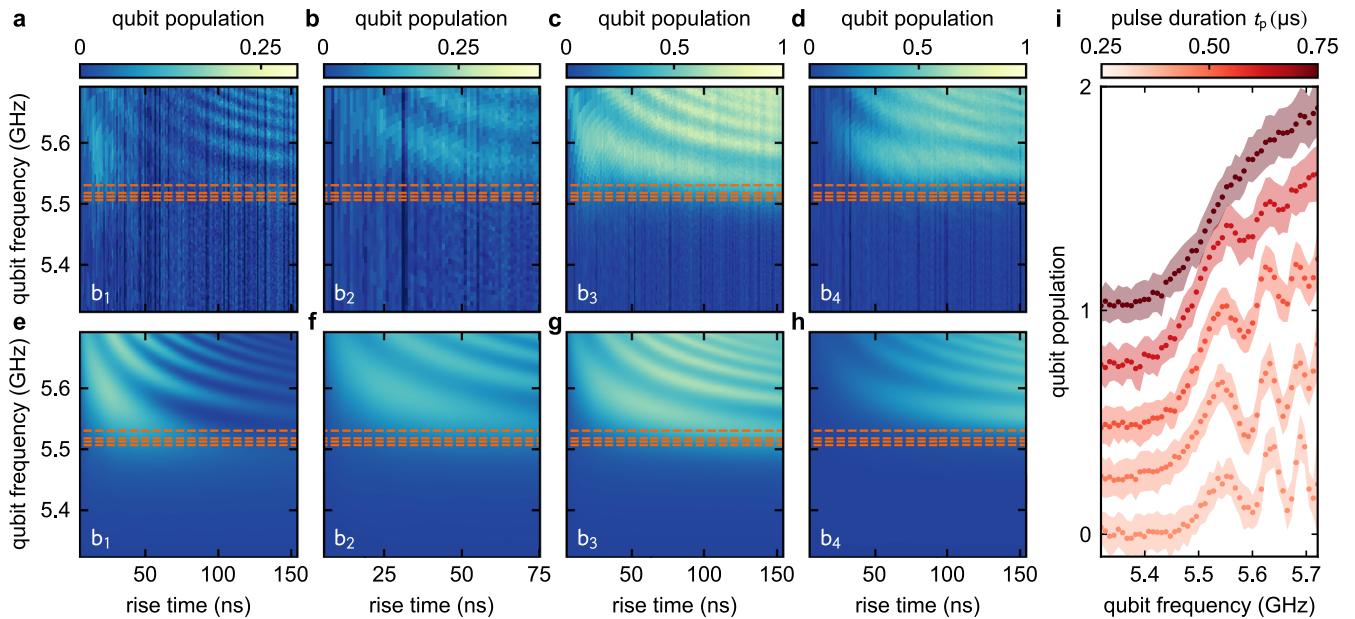 a qubit population b qubit population c qubit population d qubit population i pulse duration tp (μs)
0 0.25 0 0.25 0 0.5 1 0 0.5 1 0.25 0.50 0.75
qubit frequency (GHz)
5.6
5.5
5.4
b1 b2 b3 b4
e f g h
qubit frequency (GHz)
5.6
5.5
5.4
b1 b2 b3 b4
50 100 150 25 50 75 50 100 150 50 100 150
rise time (ns) rise time (ns) rise time (ns) rise time (ns)
qubit population
2
1
0
5.4 5.5 5.6 5.7
qubit frequency (GHz)